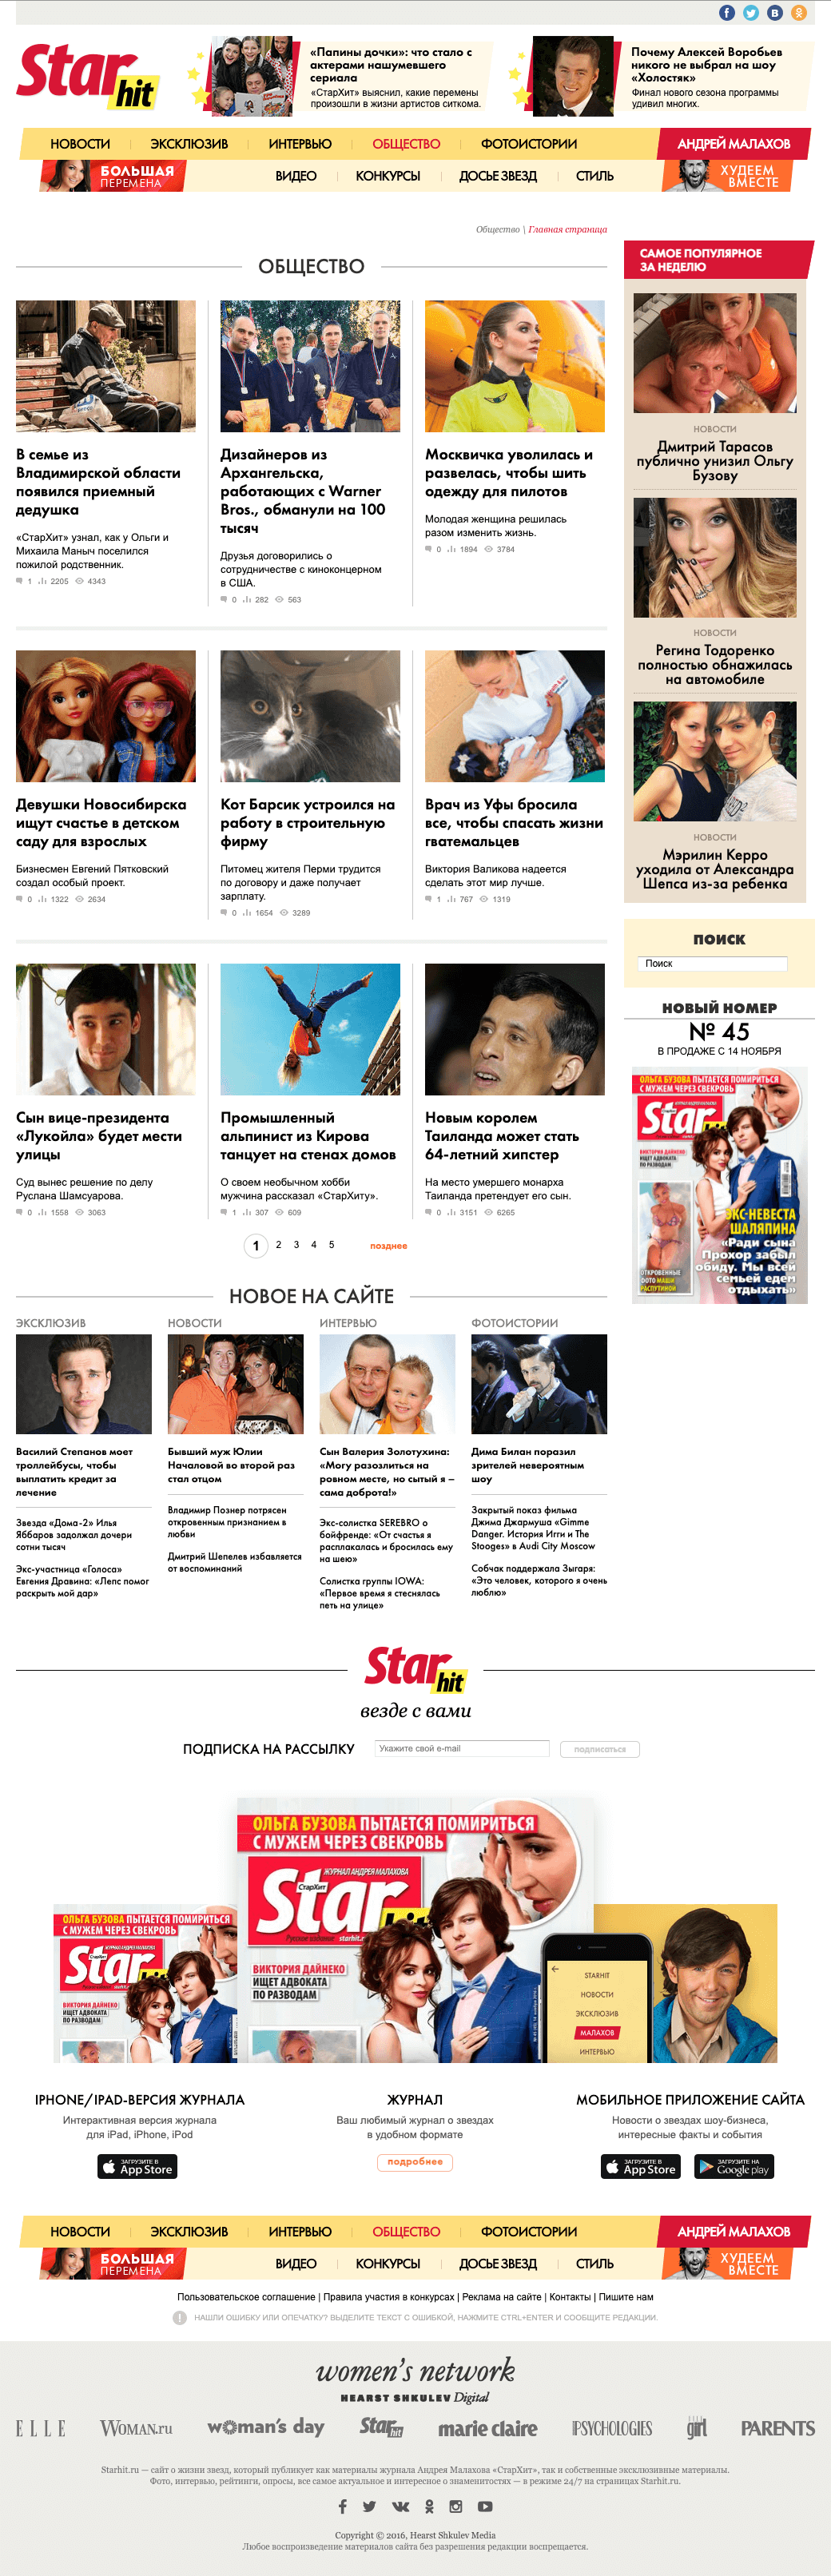 Star
hit
«Папины дочки»: что стало с
актерами нашумевшего
сериала
«СтарХит» выяснил, какие перемены
произошли в жизни артистов ситкома.
Почему Алексей Воробьев
никого не выбрал на шоу
«Холостяк»
Финал нового сезона программы
удивил многих.
НОВОСТИ ЭКСКЛЮЗИВ ИНТЕРВЬЮ ОБЩЕСТВО ФОТОИСТОРИИ АНДРЕЙ МАЛАХОВ
БОЛЬШАЯ
ПЕРЕМЕНА
ВИДЕО КОНКУРСЫ ДОСЬЕ ЗВЕЗД СТИЛЬ
ХУДЕЕМ
ВМЕСТЕ
Общество \ Главная страница
ОБЩЕСТВО
В семье из
Владимирской области
появился приемный
дедушка
«СтарХит» узнал, как у Ольги и
Михаила Маныч поселился
пожилой родственник.
1 2205 4343
Дизайнеров из
Архангельска,
работающих с Warner
Bros., обманули на 100
тысяч
Друзья договорились о
сотрудничестве с киноконцерном
в США.
0 282 563
Москвичка уволилась и
развелась, чтобы шить
одежду для пилотов
Молодая женщина решилась
разом изменить жизнь.
0 1894 3784
Девушки Новосибирска
ищут счастье в детском
саду для взрослых
Бизнесмен Евгений Пятковский
создал особый проект.
0 1322 2634
Кот Барсик устроился на
работу в строительную
фирму
Питомец жителя Перми трудится
по договору и даже получает
зарплату.
0 1654 3289
Врач из Уфы бросила
все, чтобы спасать жизни
гватемальцев
Виктория Валикова надеется
сделать этот мир лучше.
1 767 1319
Сын вице-президента
«Лукойла» будет мести
улицы
Суд вынес решение по делу
Руслана Шамсуарова.
0 1558 3063
Промышленный
альпинист из Кирова
танцует на стенах домов
О своем необычном хобби
мужчина рассказал «СтарХиту».
1 307 609
Новым королем
Таиланда может стать
64-летний хипстер
На место умершего монарха
Таиланда претендует его сын.
0 3151 6265
1 2 3 4 5 позднее
САМОЕ ПОПУЛЯРНОЕ
ЗА НЕДЕЛЮ
НОВОСТИ
Дмитрий Тарасов
публично унизил Ольгу
Бузову
НОВОСТИ
Регина Тодоренко
полностью обнажилась
на автомобиле
НОВОСТИ
Мэрилин Керро
уходила от Александра
Шепса из-за ребенка
ПОИСК
Поиск
НОВЫЙ НОМЕР
№ 45
В ПРОДАЖЕ С 14 НОЯБРЯ
ОЛЬГА БУЗОВА ПЫТАЕТСЯ ПОМИРИТЬСЯ
С МУЖЕМ ЧЕРЕЗ СВЕКРОВЬ
Star
ВИКТОРИЯ ДАЙНЕКО
ИЩЕТ АДВОКАТА
ПО РАЗВОДАМ
ЭКС-НЕВЕСТА
ШАЛЯПИНА
«Ради сына
Прохор забыл
обиду. Мы всей
семьей едем
отдыхать»
ОТКРОВЕННЫЕ
ФОТО МАШИ
РАСПУТИНОЙ
НОВОЕ НА САЙТЕ
ЭКСКЛЮЗИВ
Василий Степанов моет
троллейбусы, чтобы
выплатить кредит за
лечение
Звезда «Дома-2» Илья
Яббаров задолжал дочери
сотни тысяч
Экс-участница «Голоса»
Евгения Дравина: «Лепс помог
раскрыть мой дар»
НОВОСТИ
Бывший муж Юлии
Началовой во второй раз
стал отцом
Владимир Познер потрясен
откровенным признанием в
любви
Дмитрий Шепелев избавляется
от воспоминаний
ИНТЕРВЬЮ
Сын Валерия Золотухина:
«Могу разозлиться на
ровном месте, но сытый я –
сама доброта!»
Экс-солистка SEREBRO о
бойфренде: «От счастья я
расплакалась и бросилась ему
на шею»
Солистка группы IOWA:
«Первое время я стеснялась
петь на улице»
ФОТОИСТОРИИ
Дима Билан поразил
зрителей невероятным
шоу
Закрытый показ фильма
Джима Джармуша «Gimme
Danger. История Игги и The
Stooges» в Audi City Moscow
Собчак поддержала Зыгаря:
«Это человек, которого я очень
люблю»
Star
hit
везде с вами
ПОДПИСКА НА РАССЫЛКУ Укажите свой e-mail подписаться
ОЛЬГА БУЗОВА ПЫТАЕТСЯ ПОМИРИТЬСЯ
С МУЖЕМ ЧЕРЕЗ СВЕКРОВЬ
Star
ВИКТОРИЯ ДАЙНЕКО
ИЩЕТ АДВОКАТА
ПО РАЗВОДАМ
ОЛЬГА БУЗОВА ПЫТАЕТСЯ ПОМИРИТЬСЯ
С МУЖЕМ ЧЕРЕЗ СВЕКРОВЬ
ЖУРНАЛ АНДРЕЯ МАЛАХОВА
СтарХит
Star
Русское издание starhit.ru
ВИКТОРИЯ ДАЙНЕКО
ИЩЕТ АДВОКАТА
ПО РАЗВОДАМ
STARHIT
НОВОСТИ
ЭКСКЛЮЗИВ
МАЛАХОВ
ИНТЕРВЬЮ
IPHONE/IPAD-ВЕРСИЯ ЖУРНАЛА
Интерактивная версия журнала
для iPad, iPhone, iPod
ЗАГРУЗИТЕ В
App Store
ЖУРНАЛ
Ваш любимый журнал о звездах
в удобном формате
подробнее
МОБИЛЬНОЕ ПРИЛОЖЕНИЕ САЙТА
Новости о звездах шоу-бизнеса,
интересные факты и события
ЗАГРУЗИТЕ В
App Store
ЗАГРУЗИТЕ НА
Google play
НОВОСТИ ЭКСКЛЮЗИВ ИНТЕРВЬЮ ОБЩЕСТВО ФОТОИСТОРИИ АНДРЕЙ МАЛАХОВ
БОЛЬШАЯ
ПЕРЕМЕНА
ВИДЕО КОНКУРСЫ ДОСЬЕ ЗВЕЗД СТИЛЬ
ХУДЕЕМ
ВМЕСТЕ
Пользовательское соглашение | Правила участия в конкурсах | Реклама на сайте | Контакты | Пишите нам
НАШЛИ ОШИБКУ ИЛИ ОПЕЧАТКУ? ВЫДЕЛИТЕ ТЕКСТ С ОШИБКОЙ, НАЖМИТЕ CTRL+ENTER И СООБЩИТЕ РЕДАКЦИИ.
women's network
HEARST SHKULEV Digital
ELLE WOMAN.ru woman's day Star hit marie claire PSYCHOLOGIES ELLE girl PARENTS
Starhit.ru — сайт о жизни звезд, который публикует как материалы журнала Андрея Малахова «СтарХит», так и собственные эксклюзивные материалы.
Фото, интервью, рейтинги, опросы, все самое актуальное и интересное о знаменитостях — в режиме 24/7 на страницах Starhit.ru.
Copyright © 2016, Hearst Shkulev Media
Любое воспроизведение материалов сайта без разрешения редакции воспрещается.